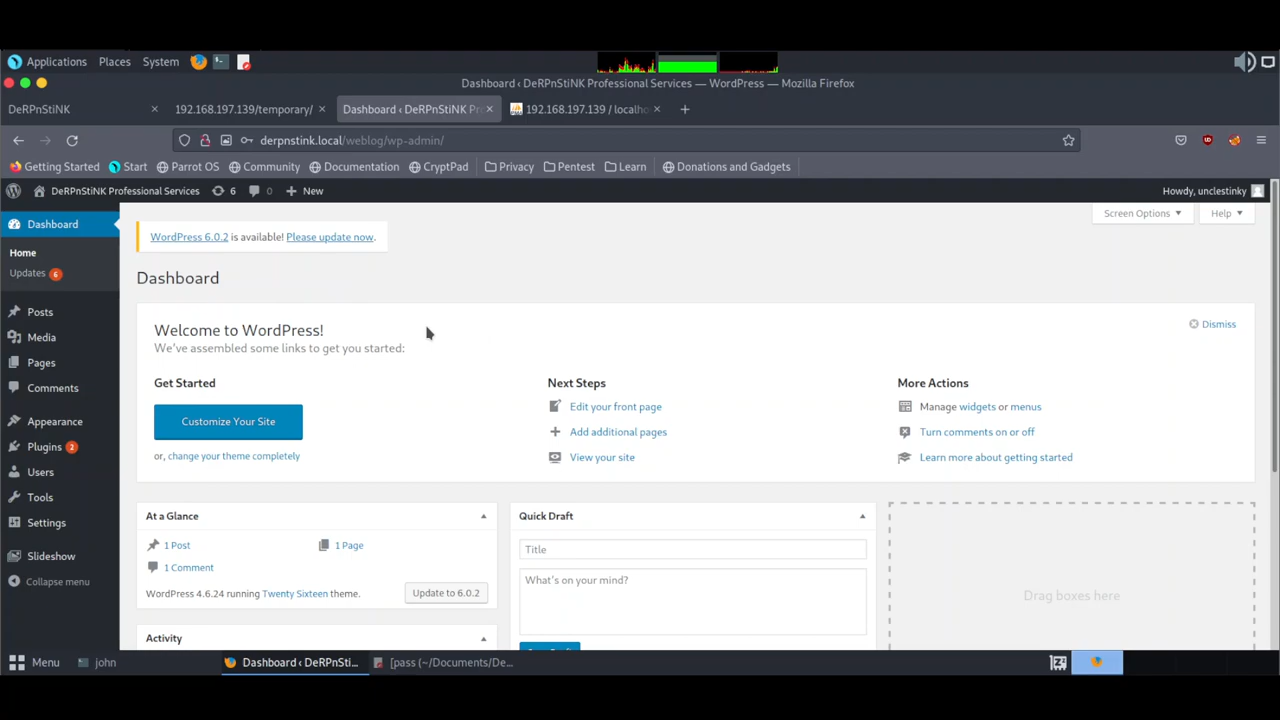 Applications Places System
Dashboard ‹ DeRPnStiNK Professional Services — WordPress — Mozilla Firefox
DeRPnStiNK × 192.168.197.139/temporary/ × Dashboard ‹ DeRPnStiNK Pr × 192.168.197.139 / localho × +
derpnstink.local/weblog/wp-admin/
Getting Started Start Parrot OS Community Documentation CryptPad Privacy Pentest Learn Donations and Gadgets
DeRPnStiNK Professional Services 6 0 + New Howdy, unclestinky
Dashboard
Home
Updates 6
Posts
Media
Pages
Comments
Appearance
Plugins 2
Users
Tools
Settings
Slideshow
Collapse menu
Screen Options Help
WordPress 6.0.2 is available! Please update now.
Dashboard
Welcome to WordPress!
We've assembled some links to get you started:
Dismiss
Get Started
Customize Your Site
or, change your theme completely
Next Steps
Edit your front page
Add additional pages
View your site
More Actions
Manage widgets or menus
Turn comments on or off
Learn more about getting started
At a Glance
1 Post 1 Page
1 Comment
WordPress 4.6.24 running Twenty Sixteen theme. Update to 6.0.2
Activity
Quick Draft
Title
What's on your mind?
Drag boxes here
Menu john Dashboard ‹ DeRPnSti... [pass (~/Documents/De...